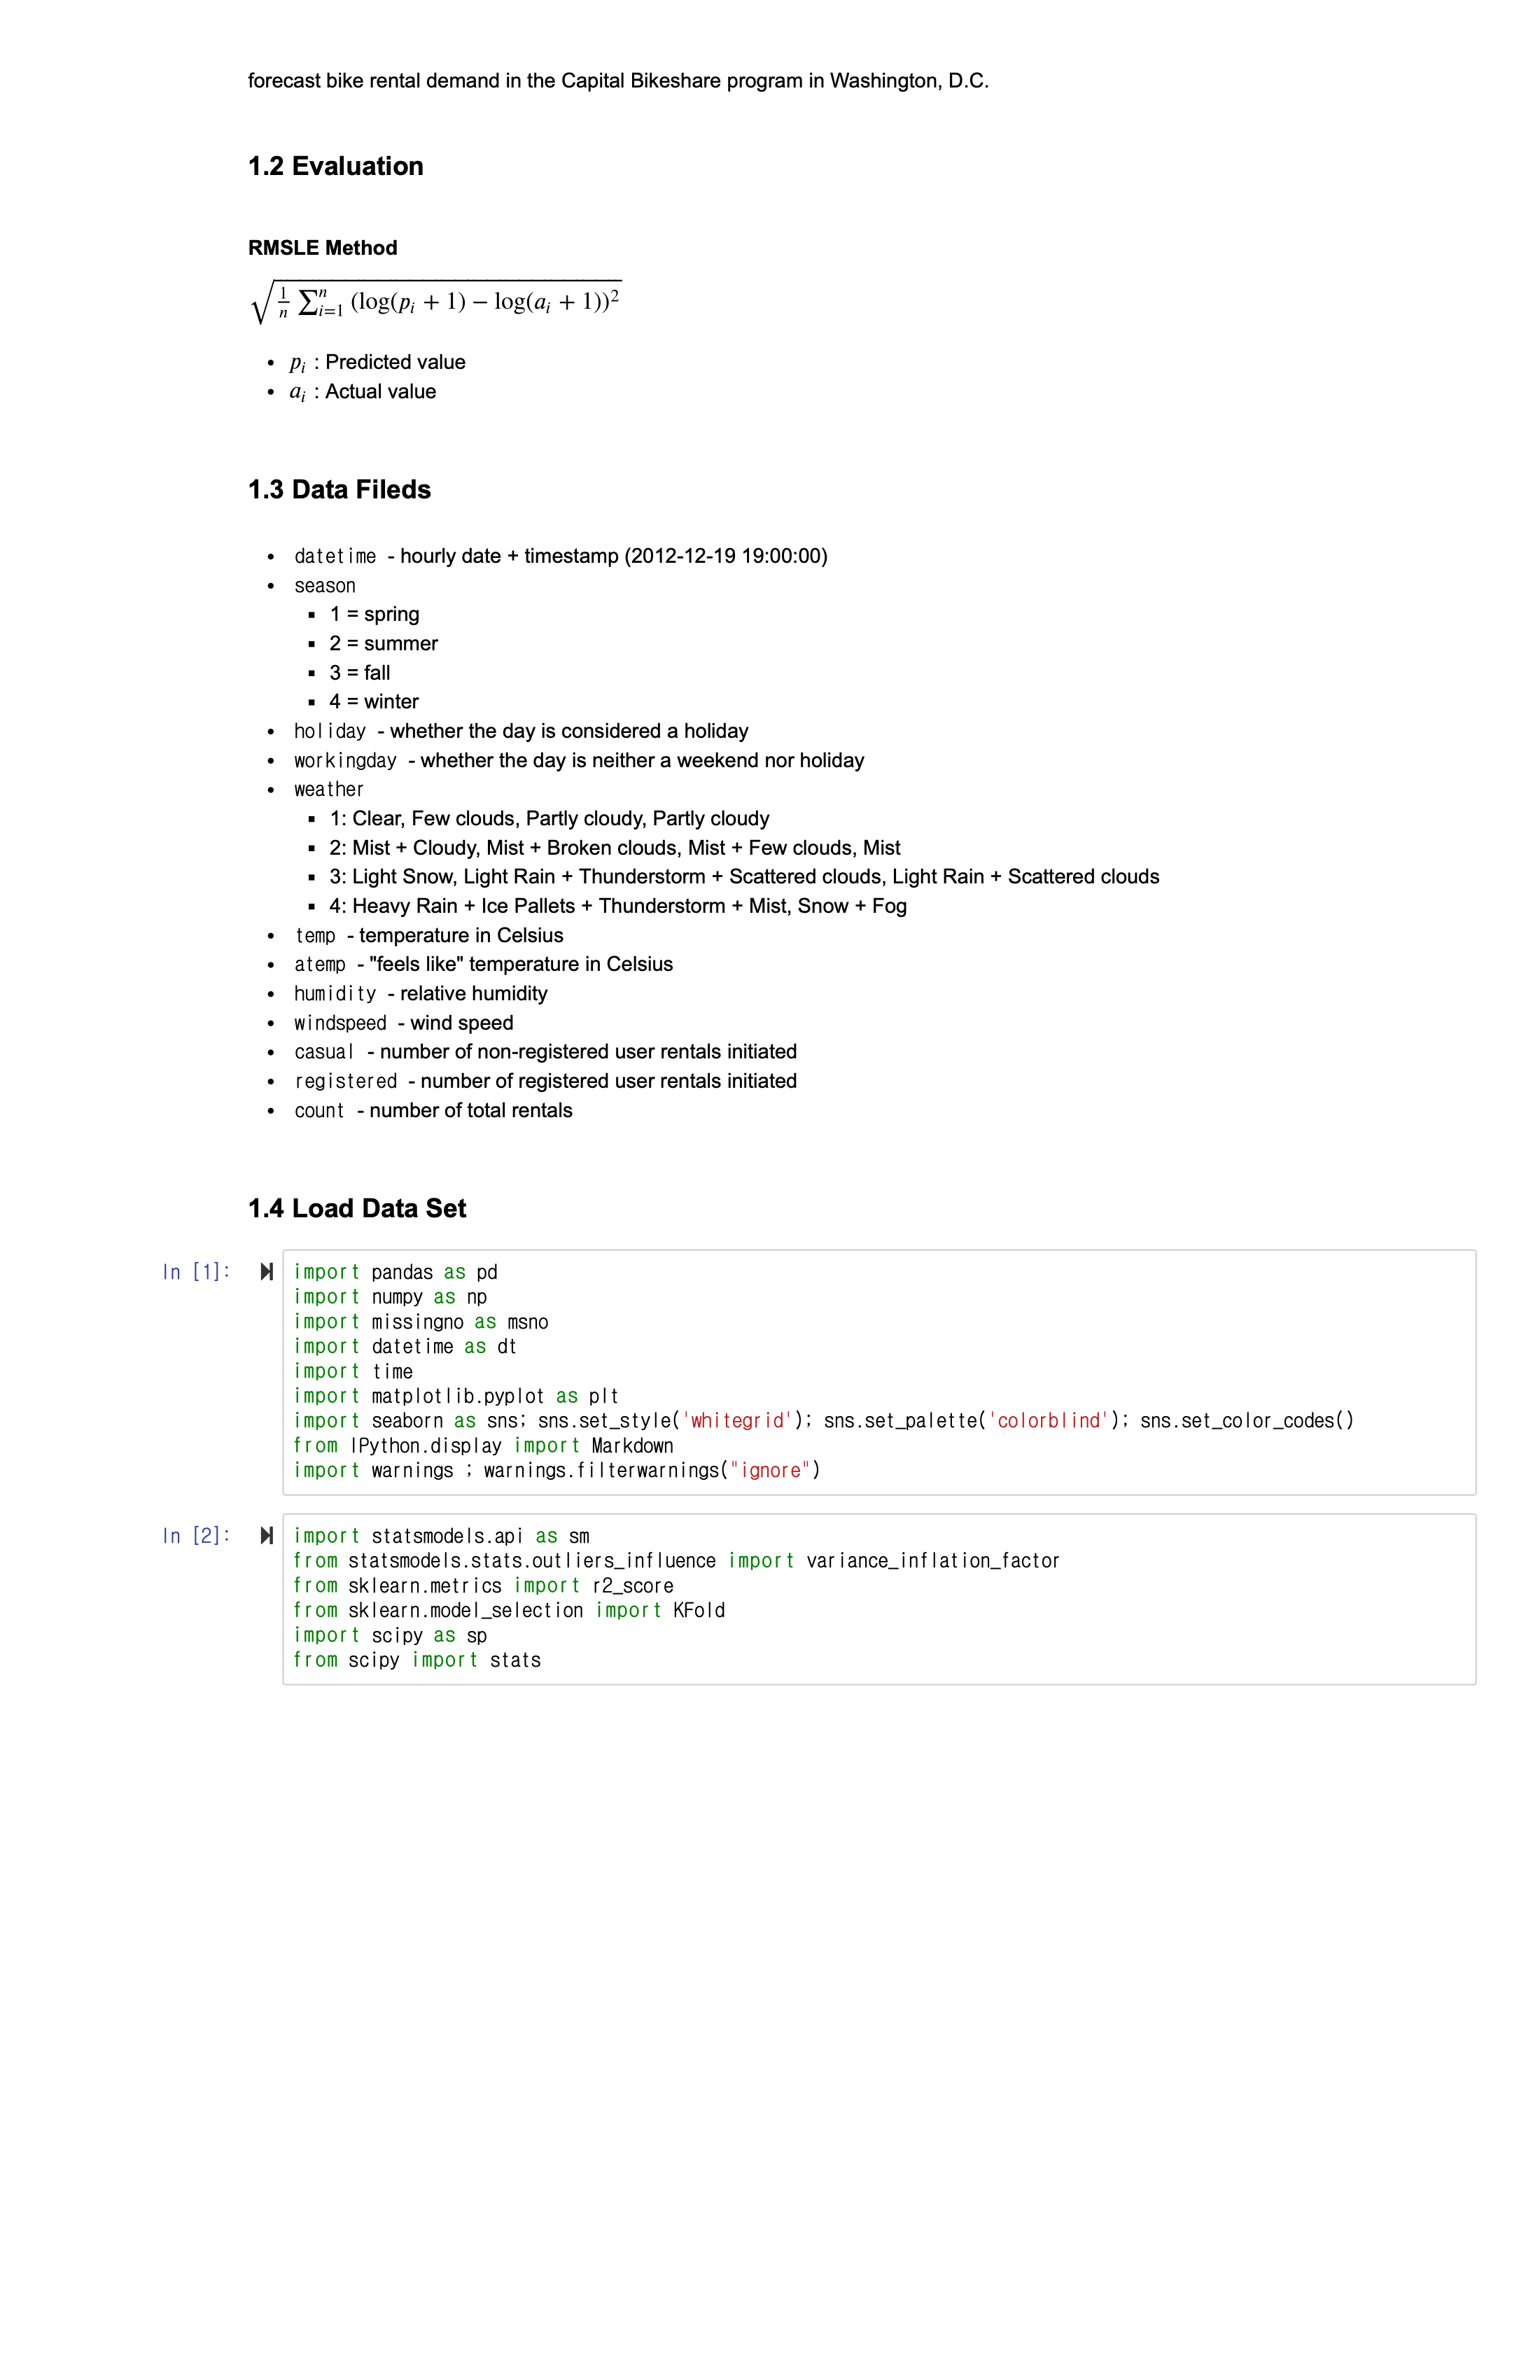 forecast bike rental demand in the Capital Bikeshare program in Washington, D.C.
1.2 Evaluation
RMSLE Method
√(1/n ∑ⁿᵢ₌₁ (log(pᵢ + 1) − log(aᵢ + 1))²)
• pᵢ : Predicted value
• aᵢ : Actual value
1.3 Data Fileds
• datetime - hourly date + timestamp (2012-12-19 19:00:00)
• season
▪ 1 = spring
▪ 2 = summer
▪ 3 = fall
▪ 4 = winter
• holiday - whether the day is considered a holiday
• workingday - whether the day is neither a weekend nor holiday
• weather
▪ 1: Clear, Few clouds, Partly cloudy, Partly cloudy
▪ 2: Mist + Cloudy, Mist + Broken clouds, Mist + Few clouds, Mist
▪ 3: Light Snow, Light Rain + Thunderstorm + Scattered clouds, Light Rain + Scattered clouds
▪ 4: Heavy Rain + Ice Pallets + Thunderstorm + Mist, Snow + Fog
• temp - temperature in Celsius
• atemp - "feels like" temperature in Celsius
• humidity - relative humidity
• windspeed - wind speed
• casual - number of non-registered user rentals initiated
• registered - number of registered user rentals initiated
• count - number of total rentals
1.4 Load Data Set
In [1]: import pandas as pd
import numpy as np
import missingno as msno
import datetime as dt
import time
import matplotlib.pyplot as plt
import seaborn as sns; sns.set_style('whitegrid'); sns.set_palette('colorblind'); sns.set_color_codes()
from IPython.display import Markdown
import warnings ; warnings.filterwarnings("ignore")
In [2]: import statsmodels.api as sm
from statsmodels.stats.outliers_influence import variance_inflation_factor
from sklearn.metrics import r2_score
from sklearn.model_selection import KFold
import scipy as sp
from scipy import stats